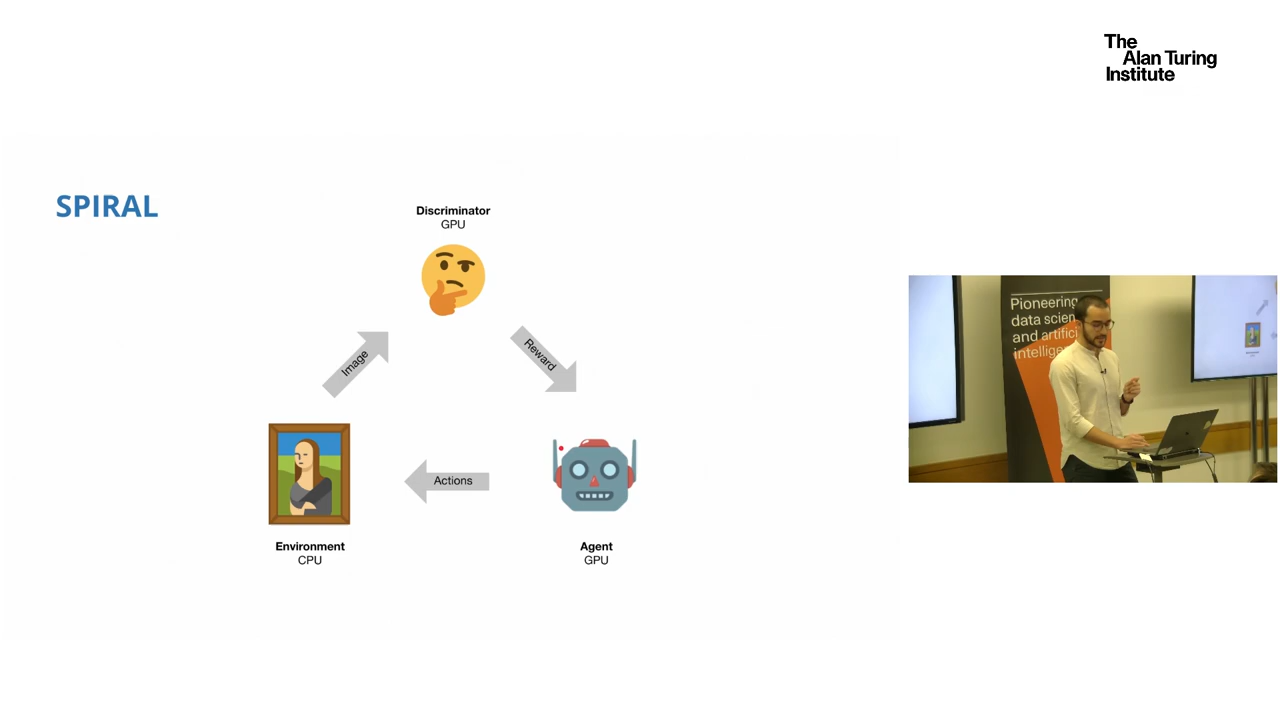 The
Alan Turing
Institute
SPIRAL
Discriminator
GPU
Image
Reward
Actions
Environment
CPU
Agent
GPU
Pioneering
data scien
and artifici
intellige